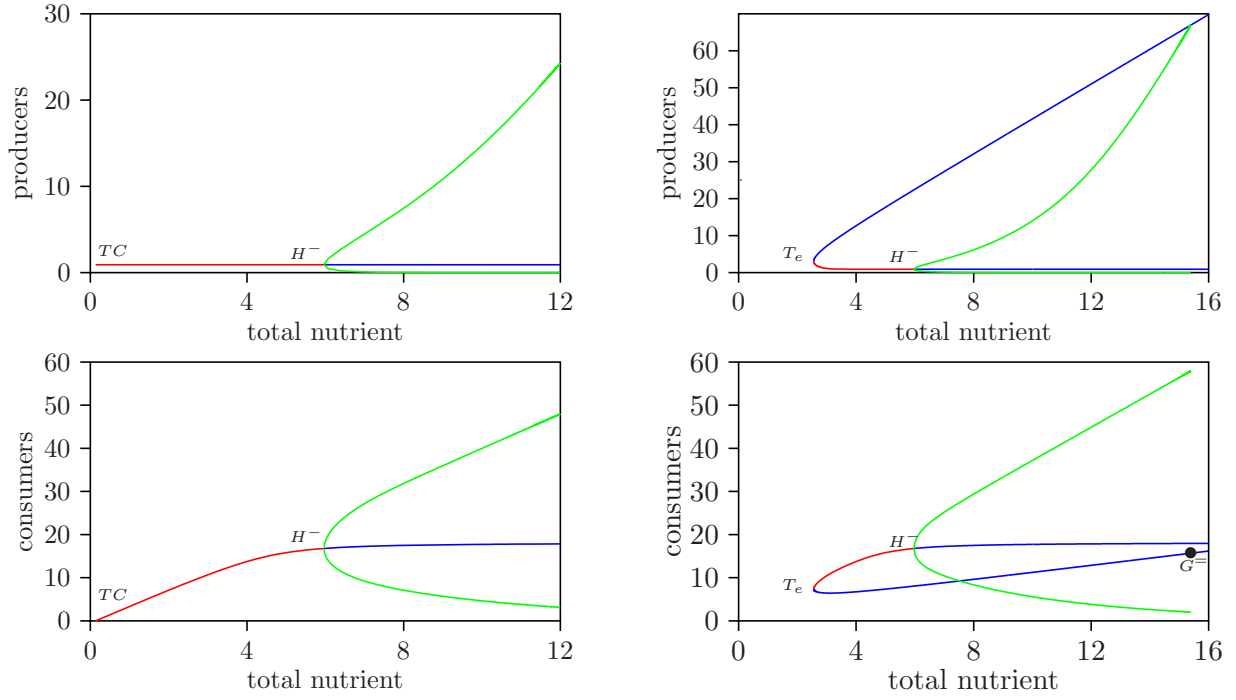 30
20
10
0
producers
TC
H⁻
0 4 8 12
total nutrient
60
50
40
30
20
10
0
producers
Tₑ
H⁻
0 4 8 12 16
total nutrient
60
50
40
30
20
10
0
consumers
TC
H⁻
0 4 8 12
total nutrient
60
50
40
30
20
10
0
consumers
Tₑ
H⁻
G⁼
0 4 8 12 16
total nutrient